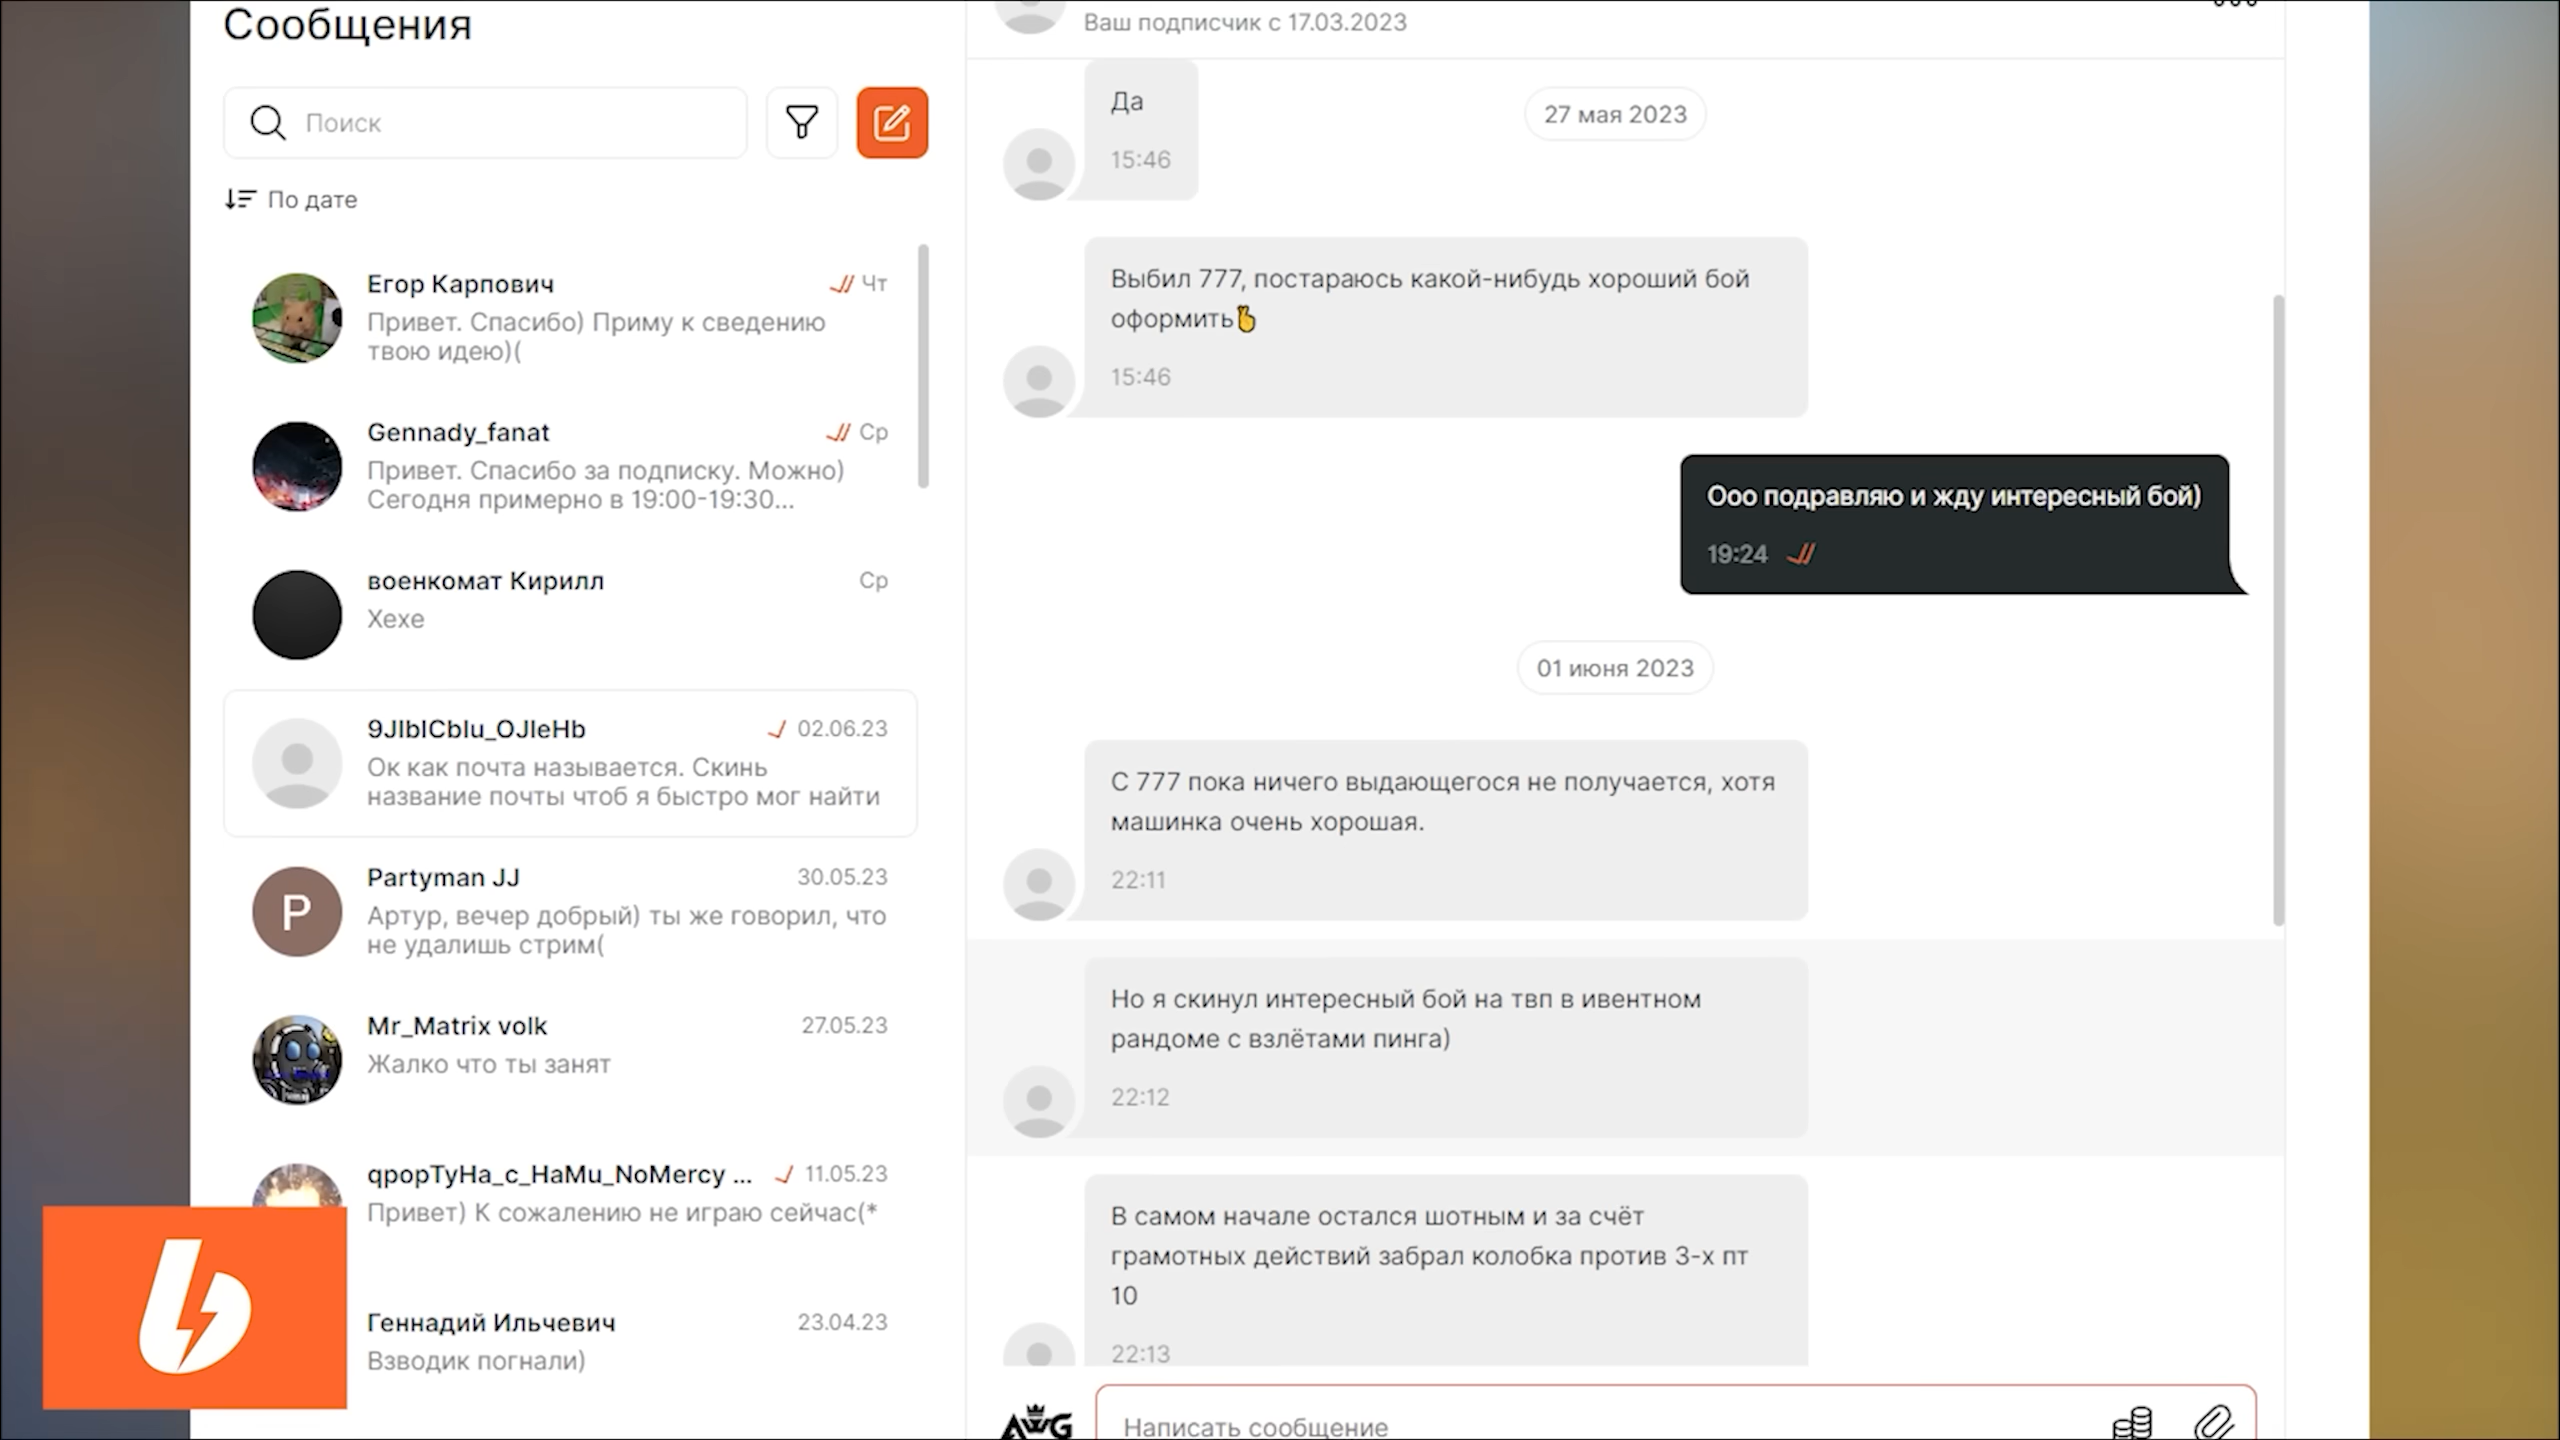 Сообщения
Поиск
По дате
Егор Карпович
Чт
Привет. Спасибо) Приму к сведению
твою идею)(
Gennady_fanat
Ср
Привет. Спасибо за подписку. Можно)
Сегодня примерно в 19:00-19:30...
военкомат Кирилл
Ср
Хехе
9JIbICbIu_OJIeHb
02.06.23
Ок как почта называется. Скинь
название почты чтоб я быстро мог найти
Partyman JJ
30.05.23
Артур, вечер добрый) ты же говорил, что
не удалишь стрим(
P
Mr_Matrix volk
27.05.23
Жалко что ты занят
qpopTyHa_c_HaMu_NoMercy ...
11.05.23
Привет) К сожалению не играю сейчас(*
Геннадий Ильчевич
23.04.23
Взводик погнали)
Ваш подписчик с 17.03.2023
27 мая 2023
Да
15:46
Выбил 777, постараюсь какой-нибудь хороший бой
оформить
15:46
Ооо подравляю и жду интересный бой)
19:24
01 июня 2023
С 777 пока ничего выдающегося не получается, хотя
машинка очень хорошая.
22:11
Но я скинул интересный бой на твп в ивентном
рандоме с взлётами пинга)
22:12
В самом начале остался шотным и за счёт
грамотных действий забрал колобка против 3-х пт
10
22:13
AWG
Написать сообщение